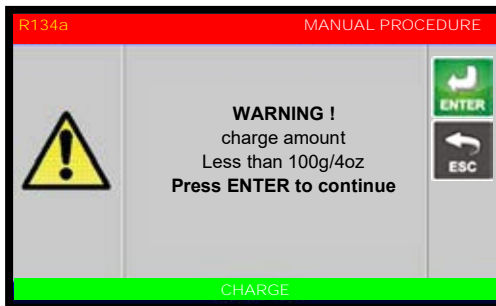 R134a MANUAL PROCEDURE
WARNING !
charge amount
Less than 100g/4oz
Press ENTER to continue
ENTER
ESC
CHARGE